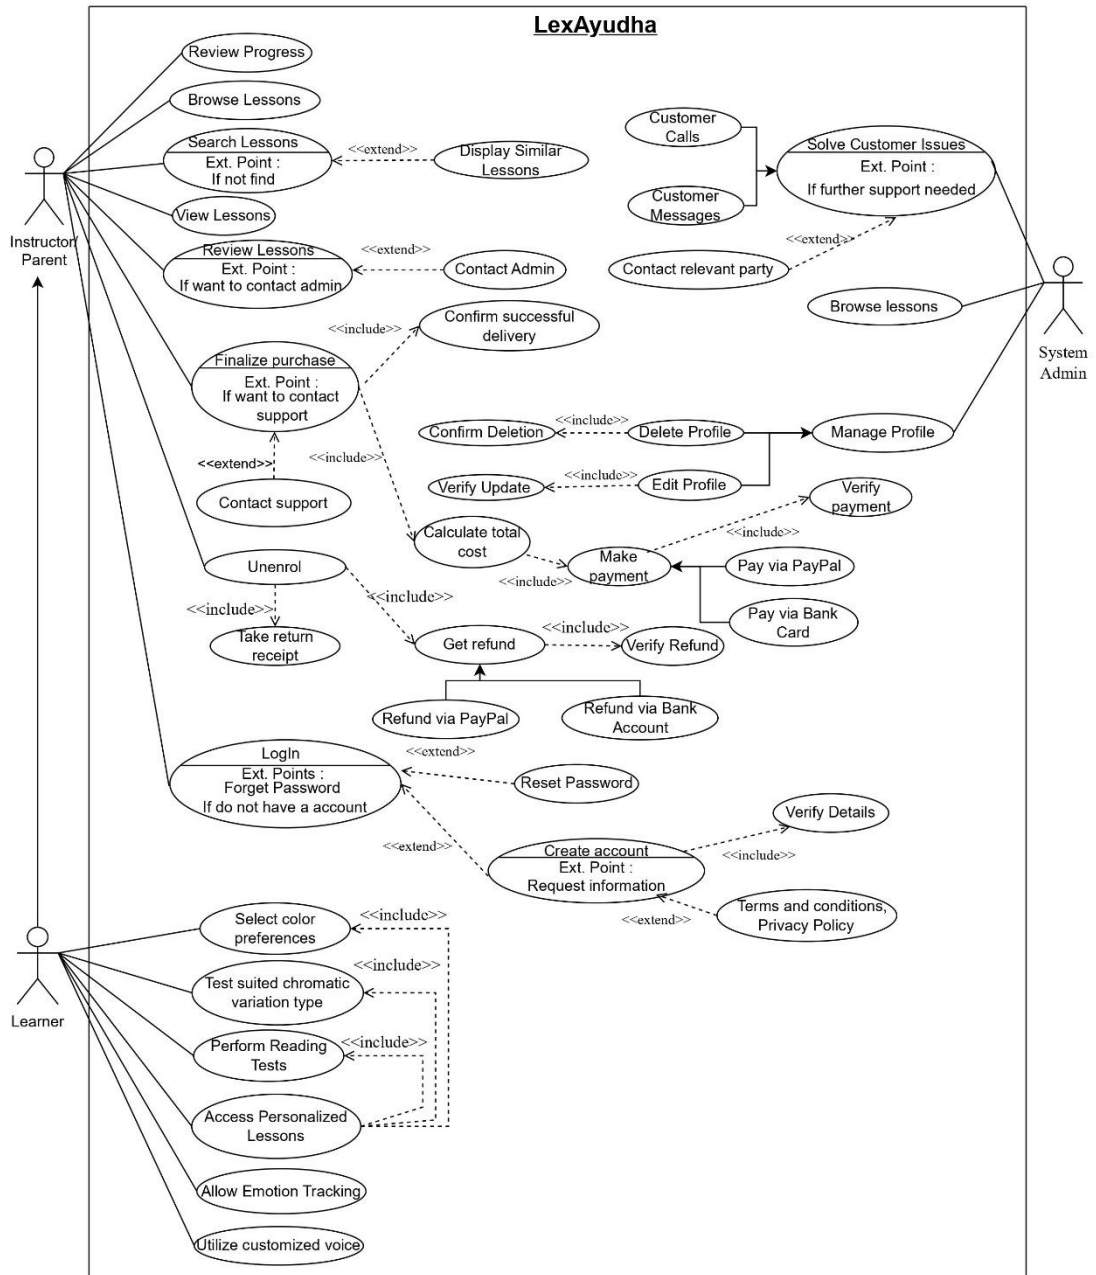 LexAyudha
Review Progress
Browse Lessons
Search Lessons
Ext. Point :
If not find
<<extend>>
Display Similar
Lessons
View Lessons
Instructor/
Parent
Review Lessons
Ext. Point :
If want to contact admin
<<extend>>
Contact Admin
Customer
Calls
Customer
Messages
Solve Customer Issues
Ext. Point :
If further support needed
<<extend>>
Contact relevant party
Browse lessons
System
Admin
<<include>>
Confirm successful
delivery
Finalize purchase
Ext. Point :
If want to contact
support
<<extend>>
<<include>>
Contact support
Confirm Deletion
<<include>>
Delete Profile
Manage Profile
Verify Update
<<include>>
Edit Profile
Verify
payment
<<include>>
Calculate total
cost
<<include>>
Make
payment
Pay via PayPal
Pay via Bank
Card
Unenrol
<<include>>
<<include>>
Take return
receipt
Get refund
<<include>>
Verify Refund
Refund via PayPal
Refund via Bank
Account
LogIn
Ext. Points :
Forget Password
If do not have a account
<<extend>>
Reset Password
<<extend>>
Create account
Ext. Point :
Request information
Verify Details
<<include>>
<<extend>>
Terms and conditions,
Privacy Policy
Learner
Select color
preferences
<<include>>
Test suited chromatic
variation type
<<include>>
Perform Reading
Tests
<<include>>
Access Personalized
Lessons
Allow Emotion Tracking
Utilize customized voice